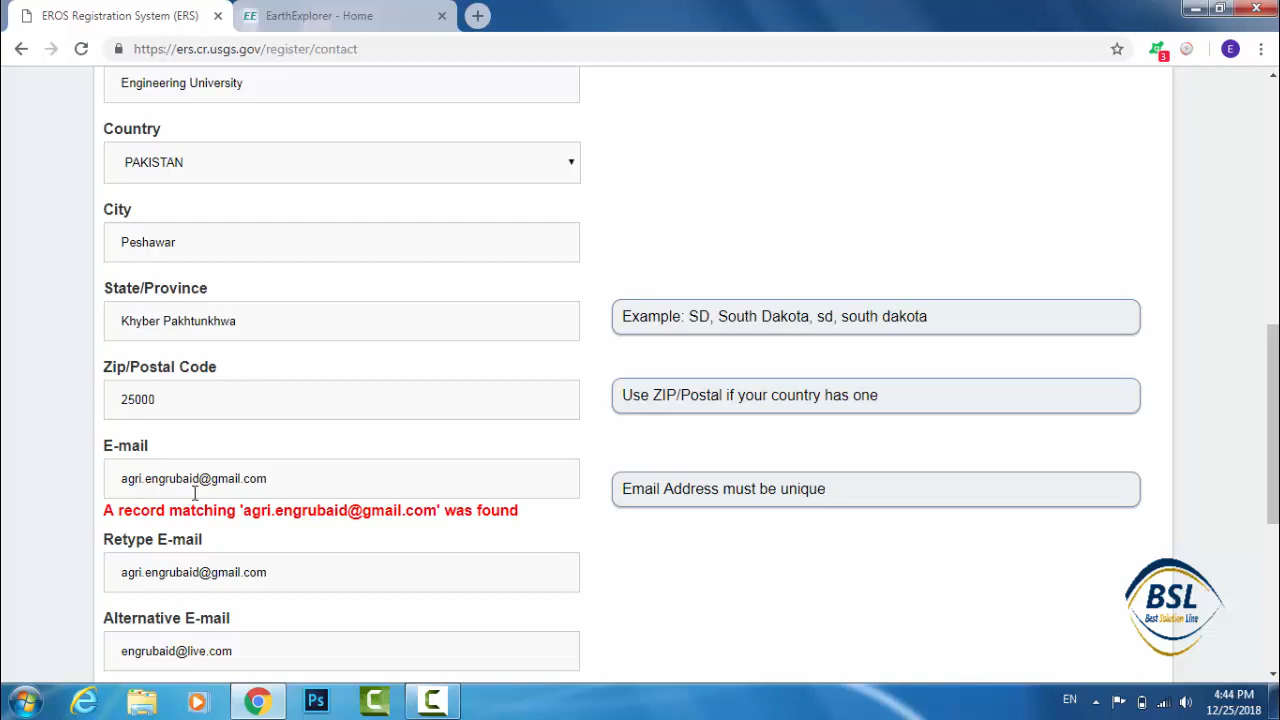 EROS Registration System (ERS)
EarthExplorer - Home
https://ers.cr.usgs.gov/register/contact
3
E
Engineering University
Country
PAKISTAN
City
Peshawar
State/Province
Khyber Pakhtunkhwa
Example: SD, South Dakota, sd, south dakota
Zip/Postal Code
25000
Use ZIP/Postal if your country has one
E-mail
agri.engrubaid@gmail.com
Email Address must be unique
A record matching 'agri.engrubaid@gmail.com' was found
Retype E-mail
agri.engrubaid@gmail.com
Alternative E-mail
engrubaid@live.com
BSL
Best Solution Line
Ps
EN
4:44 PM
12/25/2018